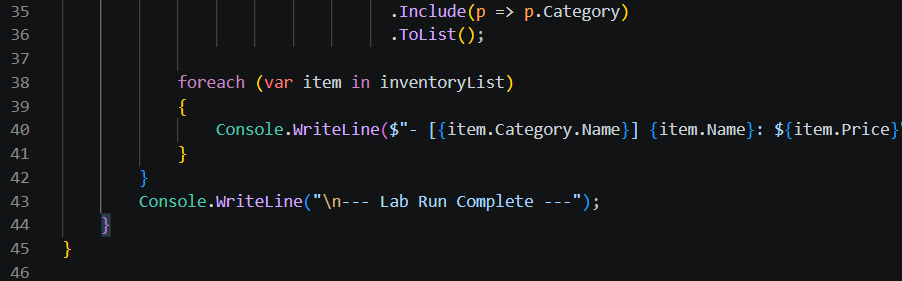 35 .Include(p => p.Category)
36 .ToList();
37
38 foreach (var item in inventoryList)
39 {
40 Console.WriteLine($"- [{item.Category.Name}] {item.Name}: ${item.Price}
41 }
42 }
43 Console.WriteLine("\n--- Lab Run Complete ---");
44 }
45 }
46